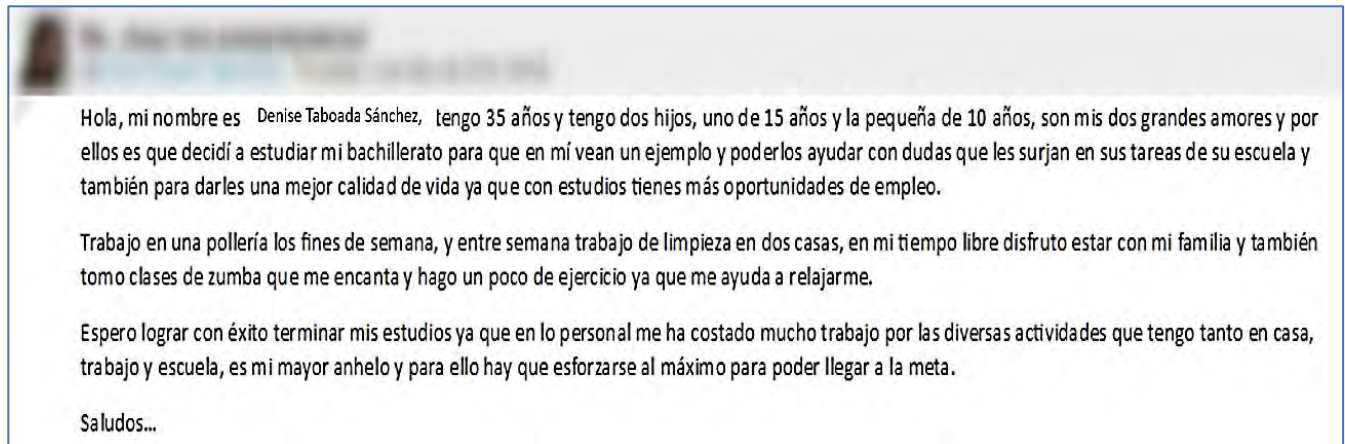 Hola, mi nombre es Denise Taboada Sánchez, tengo 35 años y tengo dos hijos, uno de 15 años y la pequeña de 10 años, son mis dos grandes amores y por
ellos es que decidí a estudiar mi bachillerato para que en mí vean un ejemplo y poderlos ayudar con dudas que les surjan en sus tareas de su escuela y
también para darles una mejor calidad de vida ya que con estudios tienes más oportunidades de empleo.
Trabajo en una pollería los fines de semana, y entre semana trabajo de limpieza en dos casas, en mi tiempo libre disfruto estar con mi familia y también
tomo clases de zumba que me encanta y hago un poco de ejercicio ya que me ayuda a relajarme.
Espero lograr con éxito terminar mis estudios ya que en lo personal me ha costado mucho trabajo por las diversas actividades que tengo tanto en casa,
trabajo y escuela, es mi mayor anhelo y para ello hay que esforzarse al máximo para poder llegar a la meta.
Saludos...